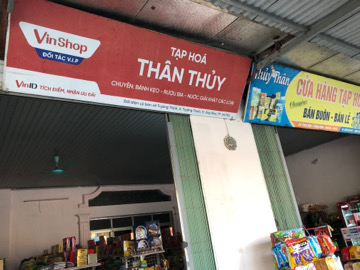 VinShop
ĐỐI TÁC V.I.P
TẠP HOÁ
THÂN THỦY
CHUYÊN: BÁNH KẸO - RƯỢU BIA - NƯỚC GIẢI KHÁT CÁC LOẠI
VinID TÍCH ĐIỂM, NHẬN ƯU ĐÃI
Thủy Thân
CỬA HÀNG TẠP
Chuyên:
BÁN BUÔN - BÁN LẺ